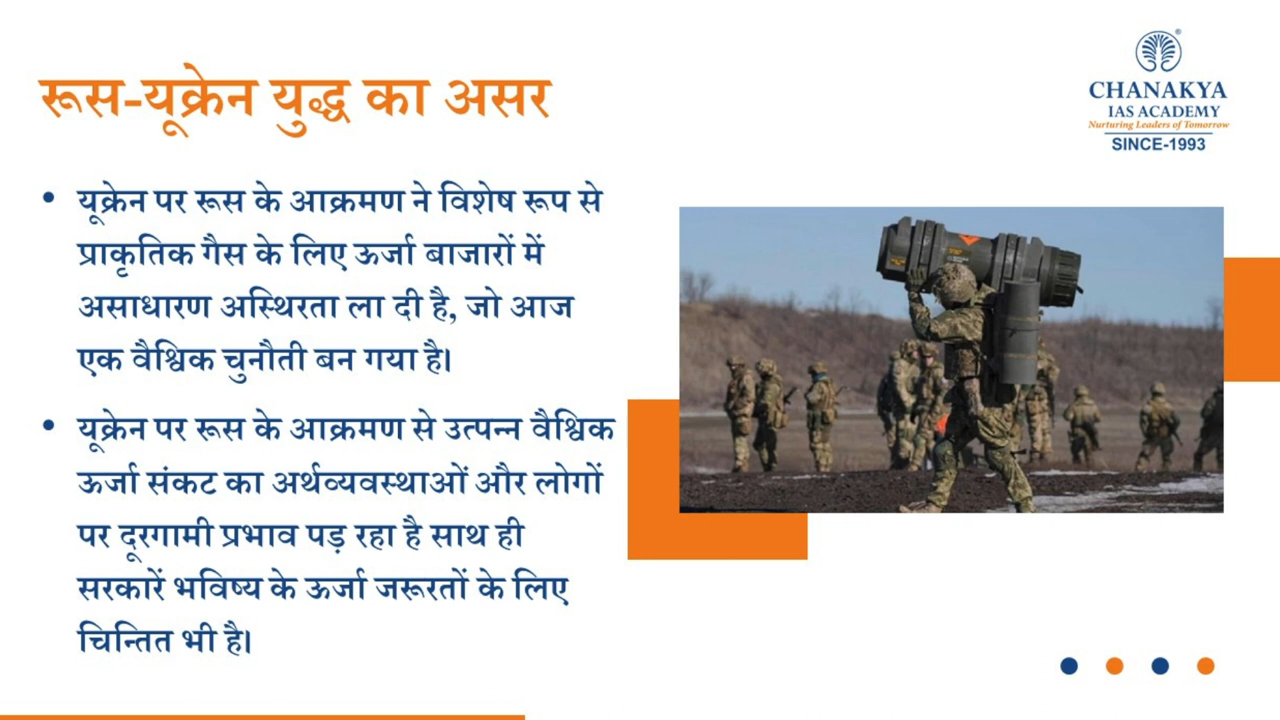 रूस-यूक्रेन युद्ध का असर
CHANAKYA
IAS ACADEMY
Nurturing Leaders of Tomorrow
SINCE-1993
• यूक्रेन पर रूस के आक्रमण ने विशेष रूप से
प्राकृतिक गैस के लिए ऊर्जा बाजारों में
असाधारण अस्थिरता ला दी है, जो आज
एक वैश्विक चुनौती बन गया है।
• यूक्रेन पर रूस के आक्रमण से उत्पन्न वैश्विक
ऊर्जा संकट का अर्थव्यवस्थाओं और लोगों
पर दूरगामी प्रभाव पड़ रहा है साथ ही
सरकारें भविष्य के ऊर्जा जरूरतों के लिए
चिन्तित भी है।